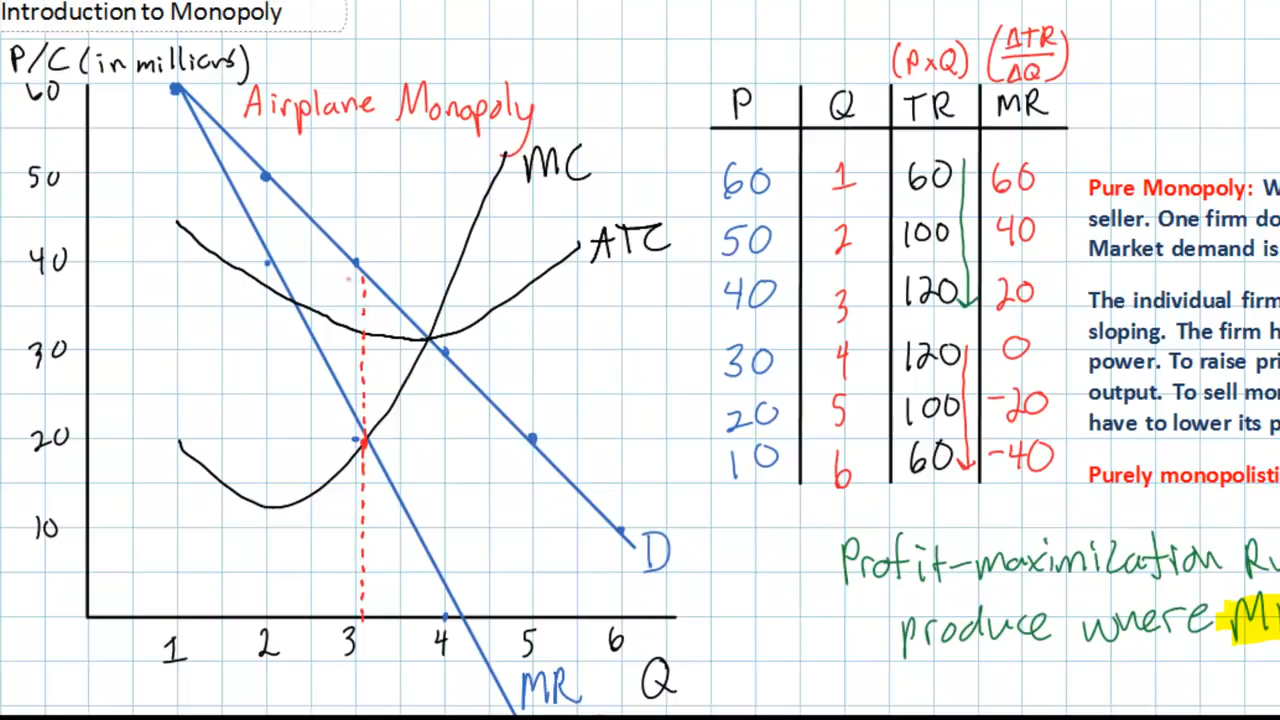 Introduction to Monopoly
P/C (in millions)
Airplane Monopoly
60
50
40
30
20
10
MC
ATC
D
MR
1 2 3 4 5 6
Q
(P×Q) (ΔTR/ΔQ)
P Q TR MR
60 1 60 60
50 2 100 40
40 3 120 20
30 4 120 0
20 5 100 -20
10 6 60 -40
Pure Monopoly:
seller. One firm
Market demand is
The individual firm
sloping. The firm
power. To raise
output. To sell
have to lower its
Purely
Profit-maximization
produce where